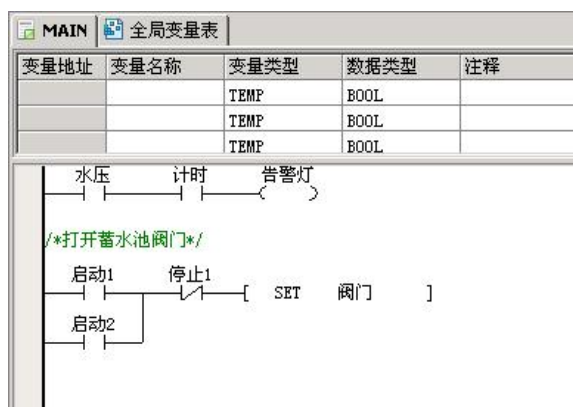 MAIN 全局变量表
变量地址 变量名称 变量类型 数据类型 注释
TEMP BOOL
TEMP BOOL
TEMP BOOL
水压 计时 告警灯
/*打开蓄水池阀门*/
启动1 停止1
[ SET 阀门 ]
启动2